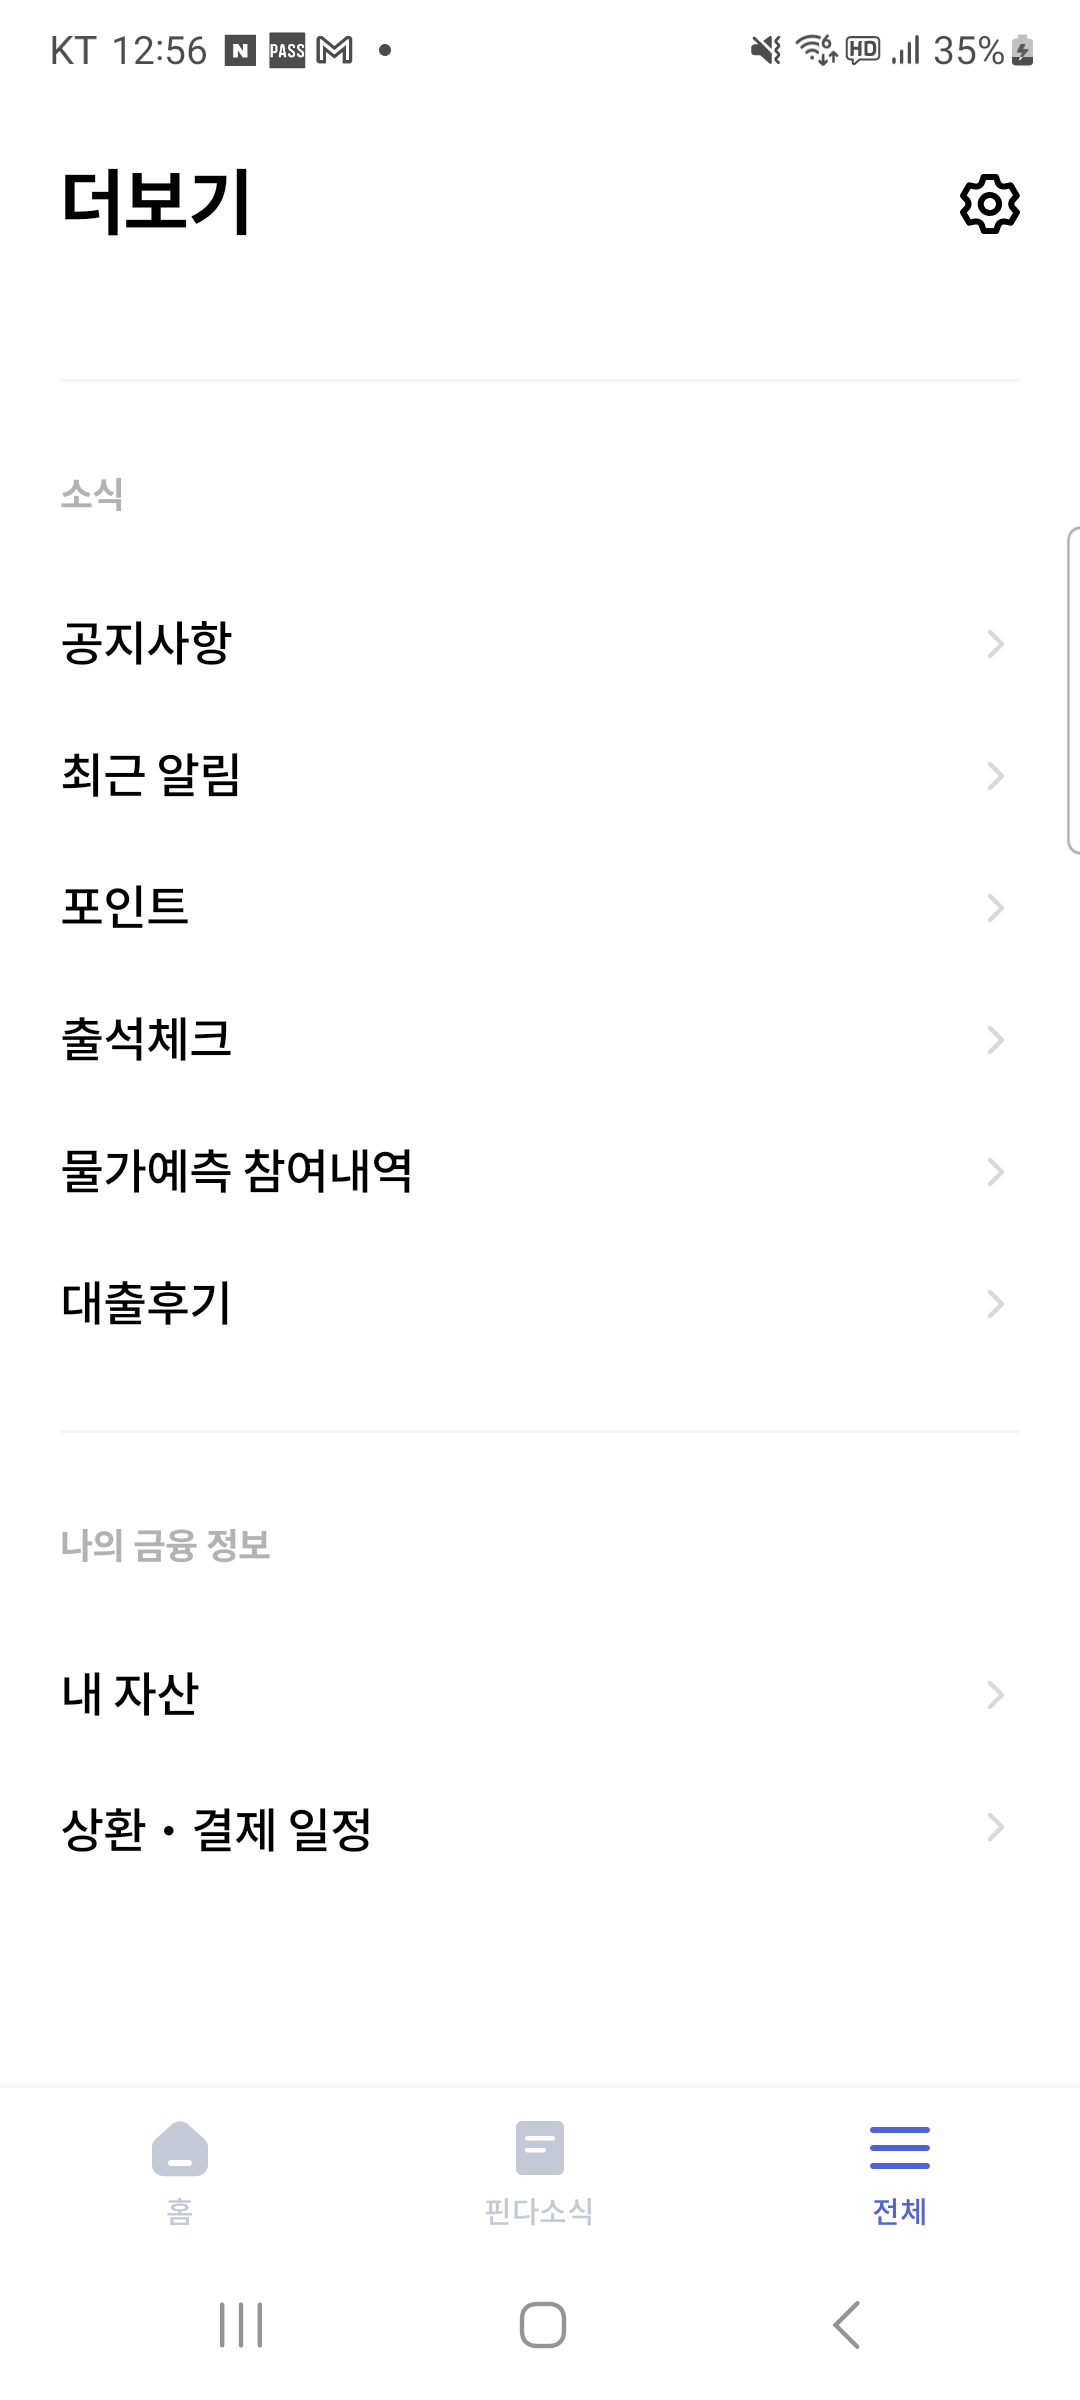 KT 12:56 N PASS M HD 35%
더보기
소식
공지사항
최근 알림
포인트
출석체크
물가예측 참여내역
대출후기
나의 금융 정보
내 자산
상환・결제 일정
홈 핀다소식 전체